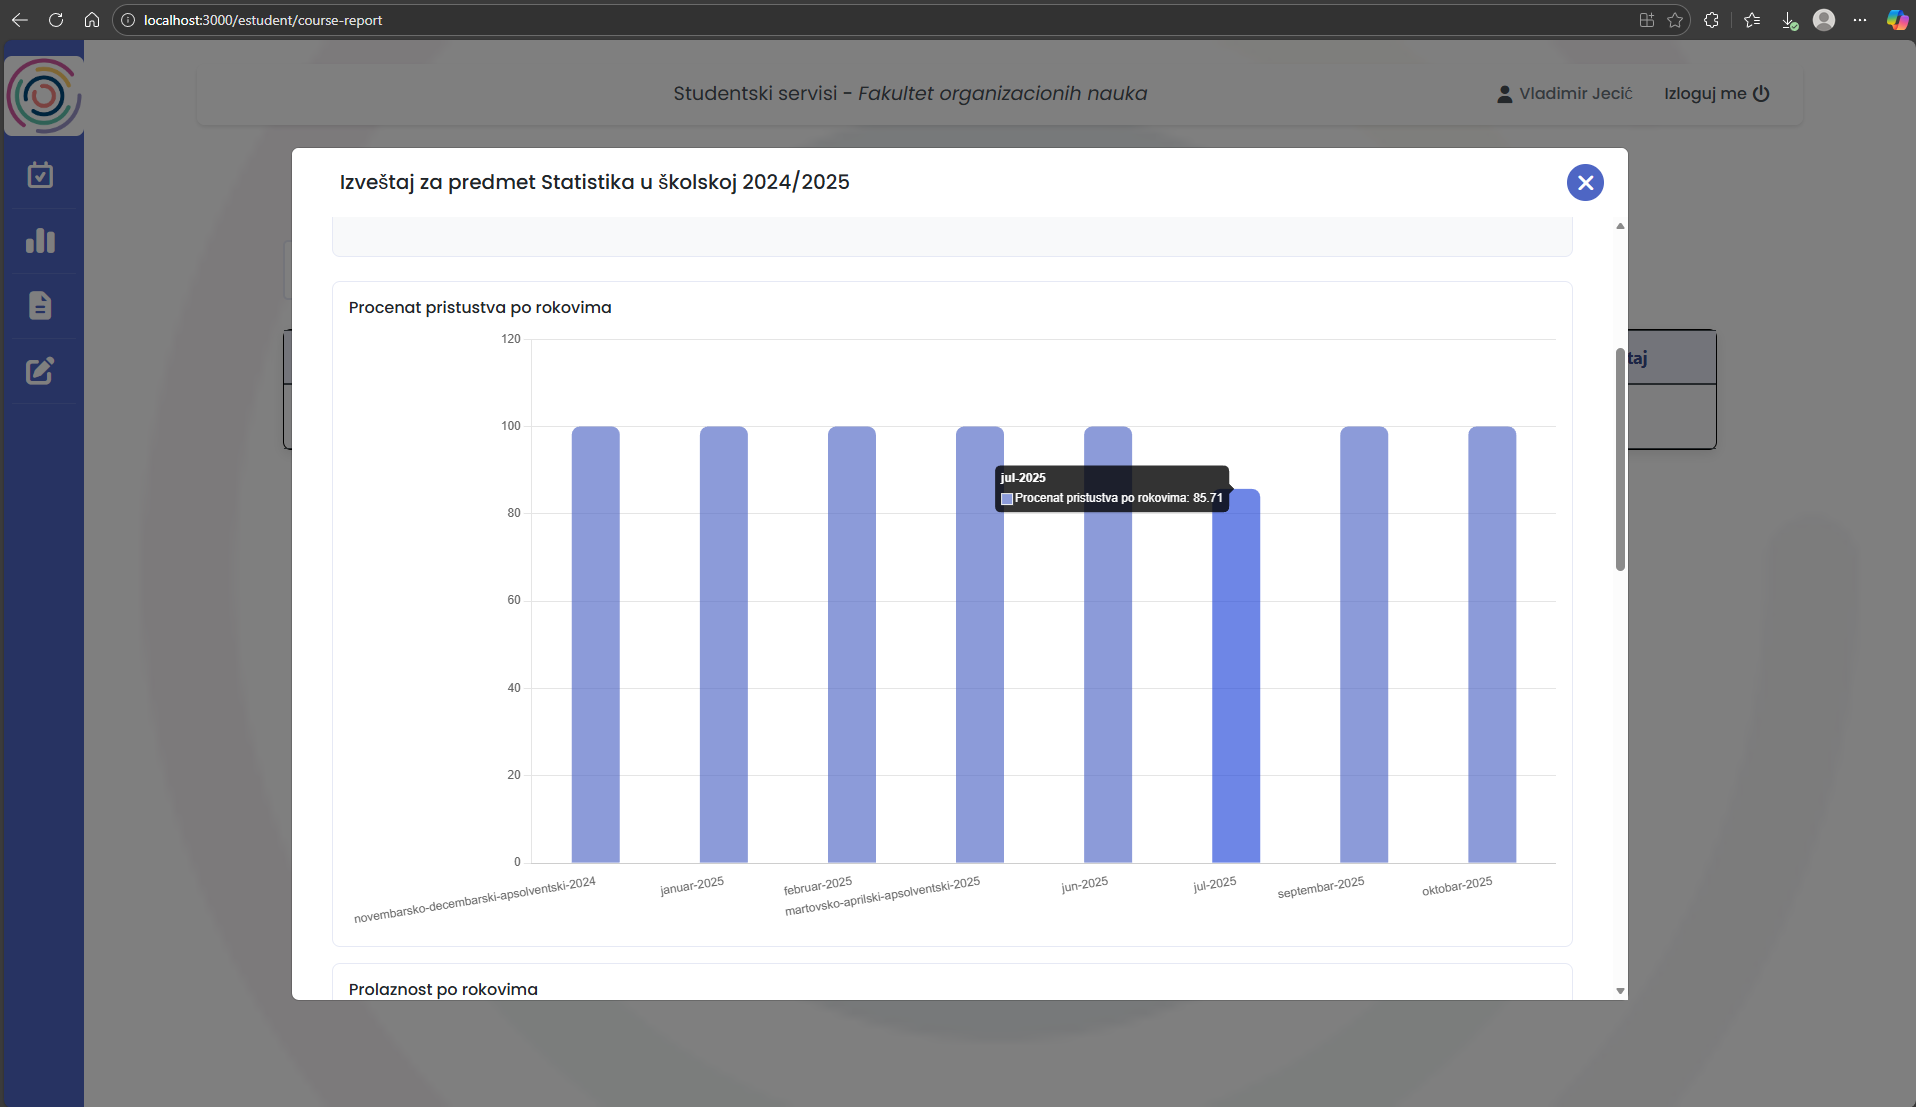 localhost:3000/estudent/course-report
Studentski servisi - Fakultet organizacionih nauka
Vladimir Jecić
Izloguj me
Izveštaj za predmet Statistika u školskoj 2024/2025
taj
Procenat pristustva po rokovima
120
100
80
60
40
20
0
jul-2025
Procenat pristustva po rokovima: 85.71
novembarsko-decembarski-apsolventski-2024
januar-2025
februar-2025
martovsko-aprilski-apsolventski-2025
jun-2025
jul-2025
septembar-2025
oktobar-2025
Prolaznost po rokovima